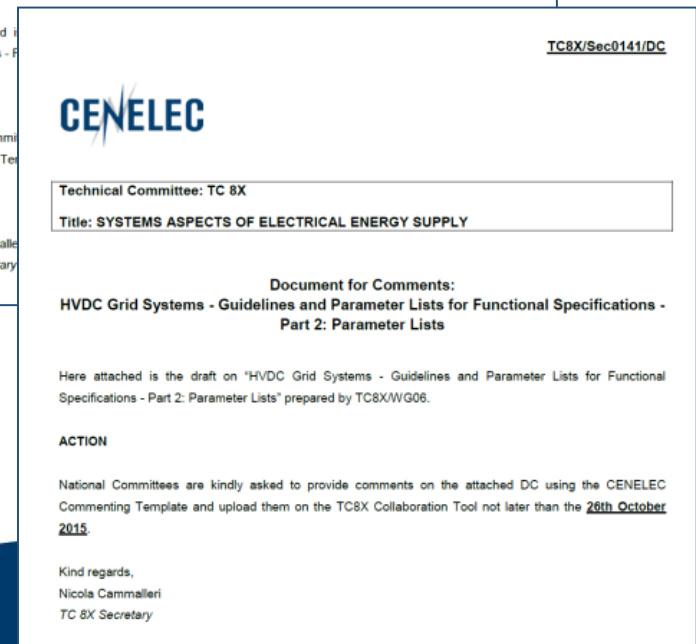 TC8X/Sec0141/DC
CENELEC
Technical Committee: TC 8X
Title: SYSTEMS ASPECTS OF ELECTRICAL ENERGY SUPPLY
Document for Comments:
HVDC Grid Systems - Guidelines and Parameter Lists for Functional Specifications -
Part 2: Parameter Lists
Here attached is the draft on "HVDC Grid Systems - Guidelines and Parameter Lists for Functional
Specifications - Part 2: Parameter Lists" prepared by TC8X/WG06.
ACTION
National Committees are kindly asked to provide comments on the attached DC using the CENELEC
Commenting Template and upload them on the TC8X Collaboration Tool not later than the 26th October
2015.
Kind regards,
Nicola Cammalleri
TC 8X Secretary